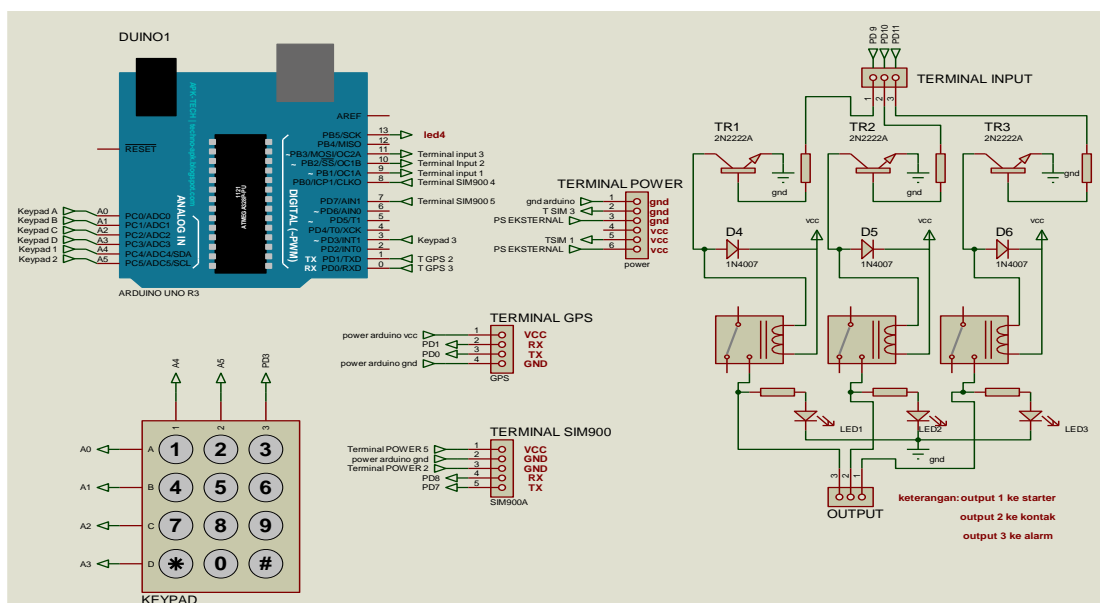 DUINO1
ARK-TECH | technoapk.blogspot.com
RESET
AREF
PB5/SCK 13 led4
PB4/MISO 12
~PB3/MOSI/OC2A 11 Terminal input 3
~ PB2/SS/OC1B 10 Terminal Input 2
~ PB1/OC1A 9 Terminal input 1
PB0/ICP1/CLKO 8 Terminal SIM900 4
PD7/AIN1 7 Terminal SIM900 5
~ PD6/AIN0 6
~ PD5/T1 5
PD4/T0/XCK 4
~ PD3/INT1 3 Keypad 3
PD2/INT0 2
TX PD1/TXD 1 T GPS 2
RX PD0/RXD 0 T GPS 3
DIGITAL (~PWM)
ATMEGA328P-PU
1121
ANALOG IN
Keypad A A0 PC0/ADC0
Keypad B A1 PC1/ADC1
Keypad C A2 PC2/ADC2
Keypad D A3 PC3/ADC3
Keypad 1 A4 PC4/ADC4/SDA
Keypad 2 A5 PC5/ADC5/SCL
ARDUINO UNO R3
TERMINAL POWER
gnd arduino 1 gnd
T SIM 3 2 gnd
PS EKSTERNAL 3 gnd
4 vcc
TSIM 1 5 vcc
PS EKSTERNAL 6 vcc
power
TERMINAL GPS
power arduino vcc 1 VCC
PD1 2 RX
PD0 3 TX
power arduino gnd 4 GND
GPS
TERMINAL SIM900
Terminal POWER 5 1 VCC
power arduino gnd 2 GND
Terminal POWER 2 3 GND
PD8 4 RX
PD7 5 TX
SIM900A
A4 A5 PD3
1 2 3
A0 A 1 2 3
A1 B 4 5 6
A2 C 7 8 9
A3 D * 0 #
KEYPAD
PD9 PD10 PD11
TERMINAL INPUT
1 2 3
TR1 TR2 TR3
2N2222A 2N2222A 2N2222A
gnd gnd gnd
vcc vcc vcc
D4 D5 D6
1N4007 1N4007 1N4007
LED1 LED2 LED3
gnd
3 2 1
OUTPUT
keterangan: output 1 ke starter
output 2 ke kontak
output 3 ke alarm